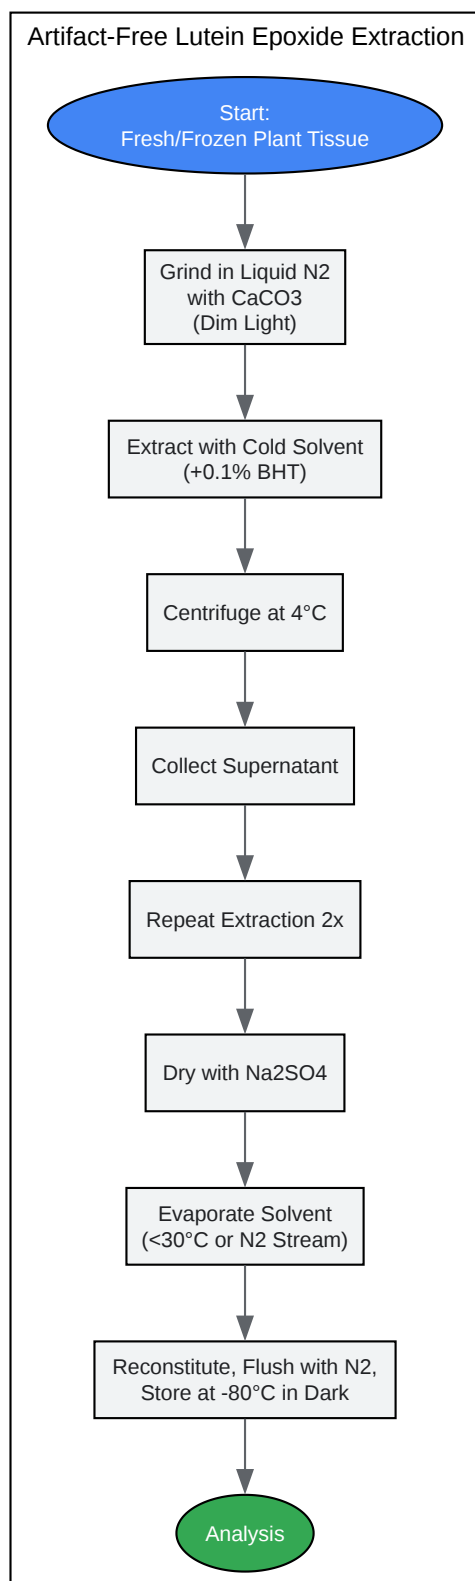 Artifact-Free Lutein Epoxide Extraction
Start:
Fresh/Frozen Plant Tissue
Grind in Liquid N2
with CaCO3
(Dim Light)
Extract with Cold Solvent
(+0.1% BHT)
Centrifuge at 4°C
Collect Supernatant
Repeat Extraction 2x
Dry with Na2SO4
Evaporate Solvent
(<30°C or N2 Stream)
Reconstitute, Flush with N2,
Store at -80°C in Dark
Analysis